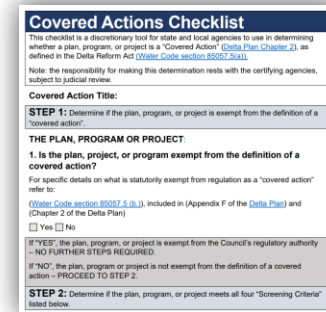 Covered Actions Checklist
This checklist is a discretionary tool for state and local agencies to use in determining
whether a plan, program, or project is a “Covered Action” (Delta Plan Chapter 2), as
defined in the Delta Reform Act (Water Code section 85057.5(a)).
Note: the responsibility for making this determination rests with the certifying agencies,
subject to judicial review.
Covered Action Title:
STEP 1: Determine if the plan, program, or project is exempt from the definition of a
“covered action”.
THE PLAN, PROGRAM OR PROJECT:
1. Is the plan, project, or program exempt from the definition of a
covered action?
For specific details on what is statutorily exempt from regulation as a “covered action”
refer to:
(Water Code section 85057.5 (b.)), included in (Appendix F of the Delta Plan) and
(Chapter 2 of the Delta Plan)
Yes No
If “YES”, the plan, program, or project is exempt from the Council’s regulatory authority
– NO FURTHER STEPS REQUIRED.
If “NO”, the plan, program, or project is not exempt from the definition of a covered
action – PROCEED TO STEP 2.
STEP 2: Determine if the plan, program, or project meets all four “Screening Criteria”
listed below.